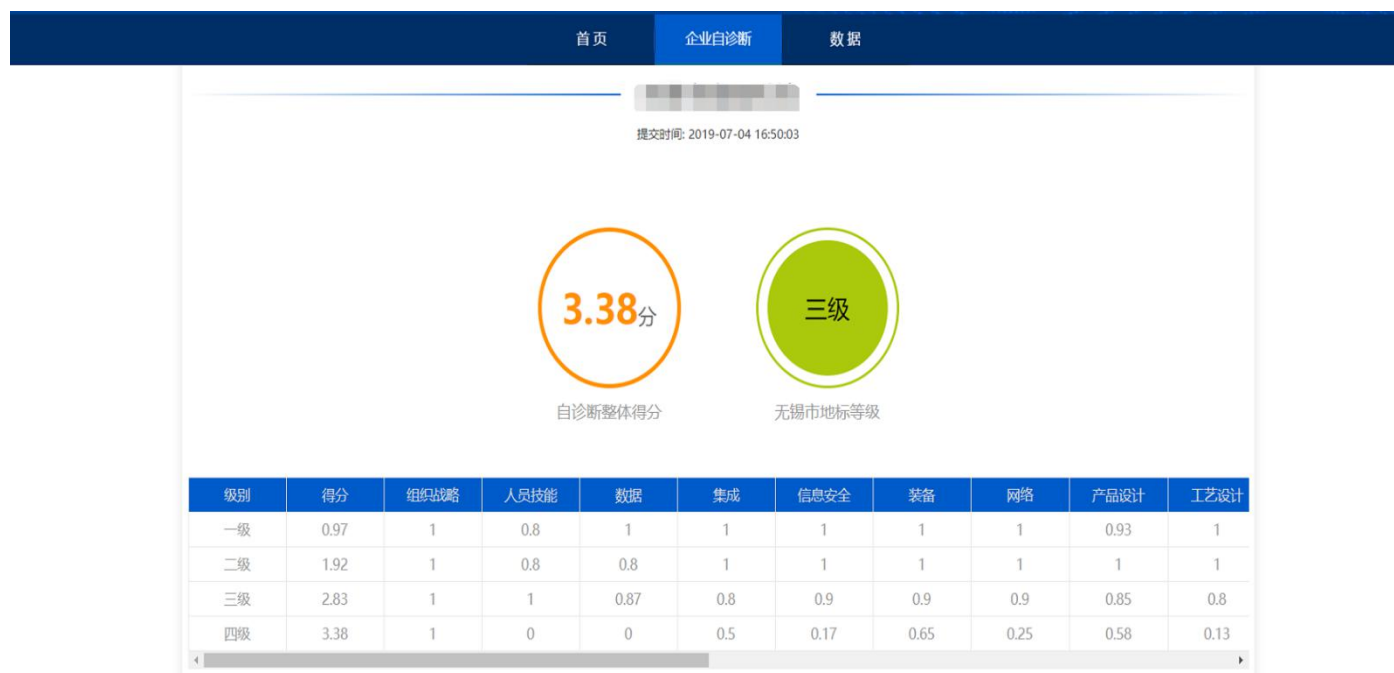 首页 企业自诊断 数据
提交时间: 2019-07-04 16:50:03
3.38分 三级
自诊断整体得分 无锡市地标等级
级别 得分 组织战略 人员技能 数据 集成 信息安全 装备 网络 产品设计 工艺设计
一级 0.97 1 0.8 1 1 1 1 1 0.93 1
二级 1.92 1 0.8 0.8 1 1 1 1 1 1
三级 2.83 1 1 0.87 0.8 0.9 0.9 0.9 0.85 0.8
四级 3.38 1 0 0 0.5 0.17 0.65 0.25 0.58 0.13